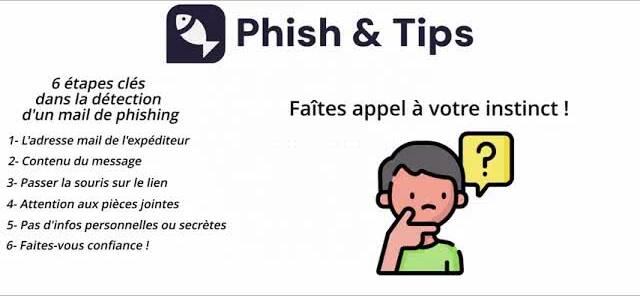 Phish & Tips
6 étapes clés
dans la détection
d'un mail de phishing
1- L'adresse mail de l'expéditeur
2- Contenu du message
3- Passer la souris sur le lien
4- Attention aux pièces jointes
5- Pas d'infos personnelles ou secrètes
6- Faites-vous confiance !
Faîtes appel à votre instinct !
?